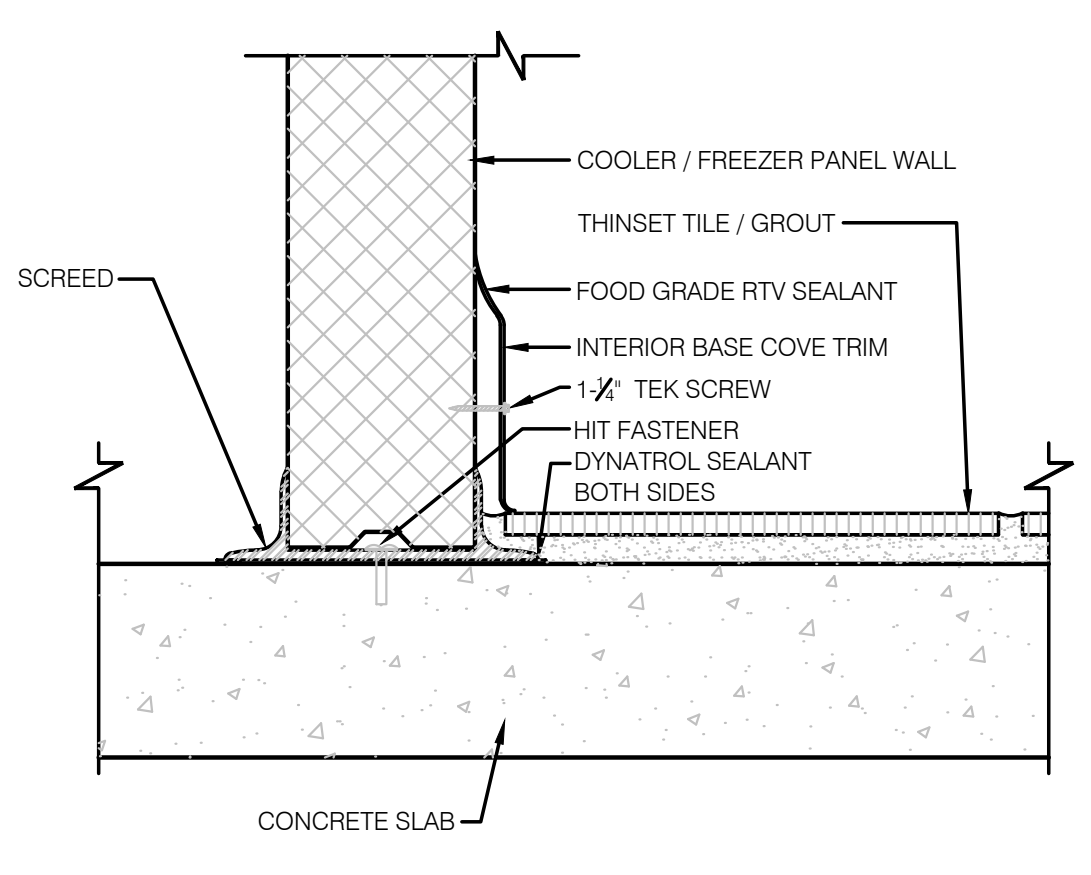 COOLER / FREEZER PANEL WALL
THINSET TILE / GROUT
SCREED
FOOD GRADE RTV SEALANT
INTERIOR BASE COVE TRIM
1-1/4" TEK SCREW
HIT FASTENER
DYNATROL SEALANT
BOTH SIDES
CONCRETE SLAB